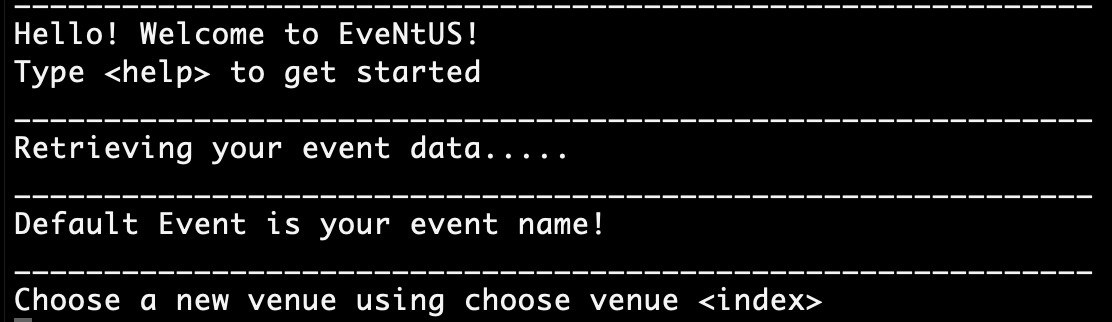 ____________________________________________________________
Hello! Welcome to EveNtUS!
Type <help> to get started
____________________________________________________________
Retrieving your event data.....
____________________________________________________________
Default Event is your event name!
____________________________________________________________
Choose a new venue using choose venue <index>